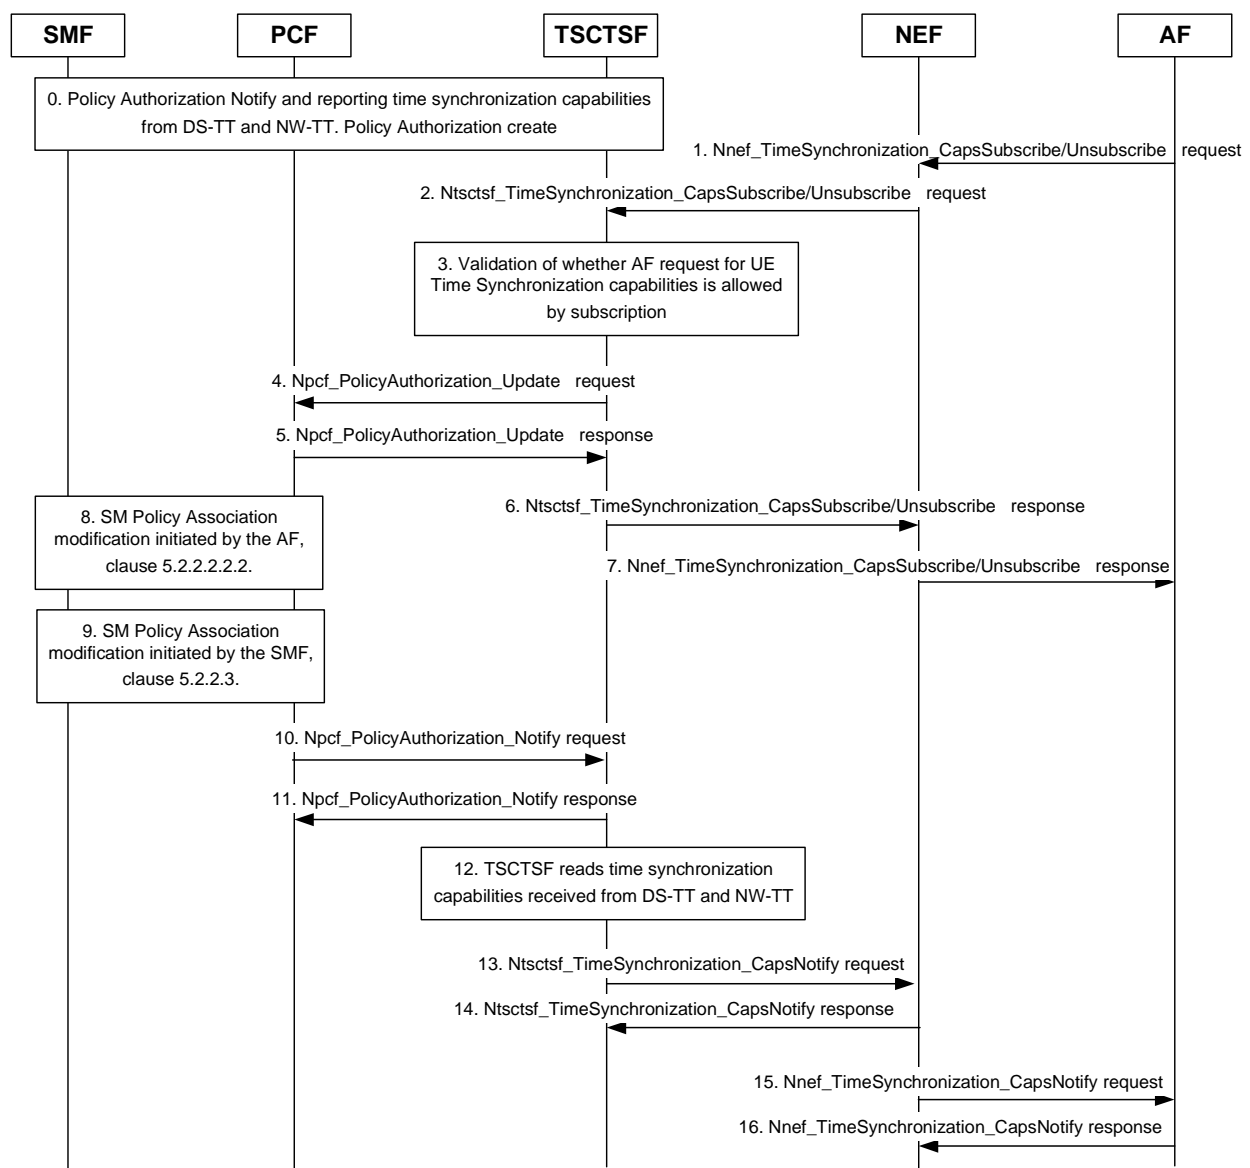 SMF
PCF
TSCTSF
NEF
AF
0. Policy Authorization Notify and reporting time synchronization capabilities
from DS-TT and NW-TT. Policy Authorization create
1. Nnef_TimeSynchronization_CapsSubscribe/Unsubscribe request
2. Ntsctsf_TimeSynchronization_CapsSubscribe/Unsubscribe request
3. Validation of whether AF request for UE
Time Synchronization capabilities is allowed
by subscription
4. Npcf_PolicyAuthorization_Update request
5. Npcf_PolicyAuthorization_Update response
6. Ntsctsf_TimeSynchronization_CapsSubscribe/Unsubscribe response
7. Nnef_TimeSynchronization_CapsSubscribe/Unsubscribe response
8. SM Policy Association
modification initiated by the AF,
clause 5.2.2.2.2.2.
9. SM Policy Association
modification initiated by the SMF,
clause 5.2.2.3.
10. Npcf_PolicyAuthorization_Notify request
11. Npcf_PolicyAuthorization_Notify response
12. TSCTSF reads time synchronization
capabilities received from DS-TT and NW-TT
13. Ntsctsf_TimeSynchronization_CapsNotify request
14. Ntsctsf_TimeSynchronization_CapsNotify response
15. Nnef_TimeSynchronization_CapsNotify request
16. Nnef_TimeSynchronization_CapsNotify response